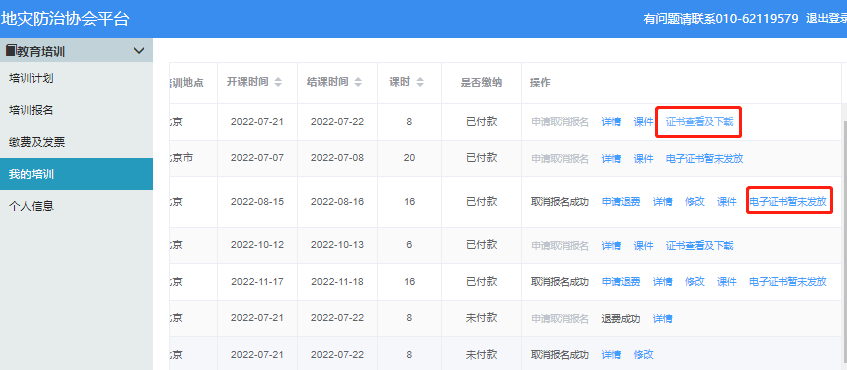 地灾防治协会平台 有问题请联系010-62119579 退出登录
教育培训
培训计划
培训报名
缴费及发票
我的培训
个人信息
培训地点 开课时间 结课时间 课时 是否缴纳 操作
北京 2022-07-21 2022-07-22 8 已付款 申请取消报名 详情 课件 证书查看及下载
北京市 2022-07-07 2022-07-08 20 已付款 申请取消报名 详情 课件 电子证书暂未发放
北京 2022-08-15 2022-08-16 16 已付款 取消报名成功 申请退费 详情 修改 课件 电子证书暂未发放
北京 2022-10-12 2022-10-13 6 已付款 申请取消报名 详情 课件 证书查看及下载
北京 2022-11-17 2022-11-18 16 已付款 取消报名成功 申请退费 详情 修改 课件 电子证书暂未发放
北京 2022-07-21 2022-07-22 8 未付款 申请取消报名 退费成功 详情
北京 2022-07-21 2022-07-22 8 未付款 取消报名成功 详情 修改